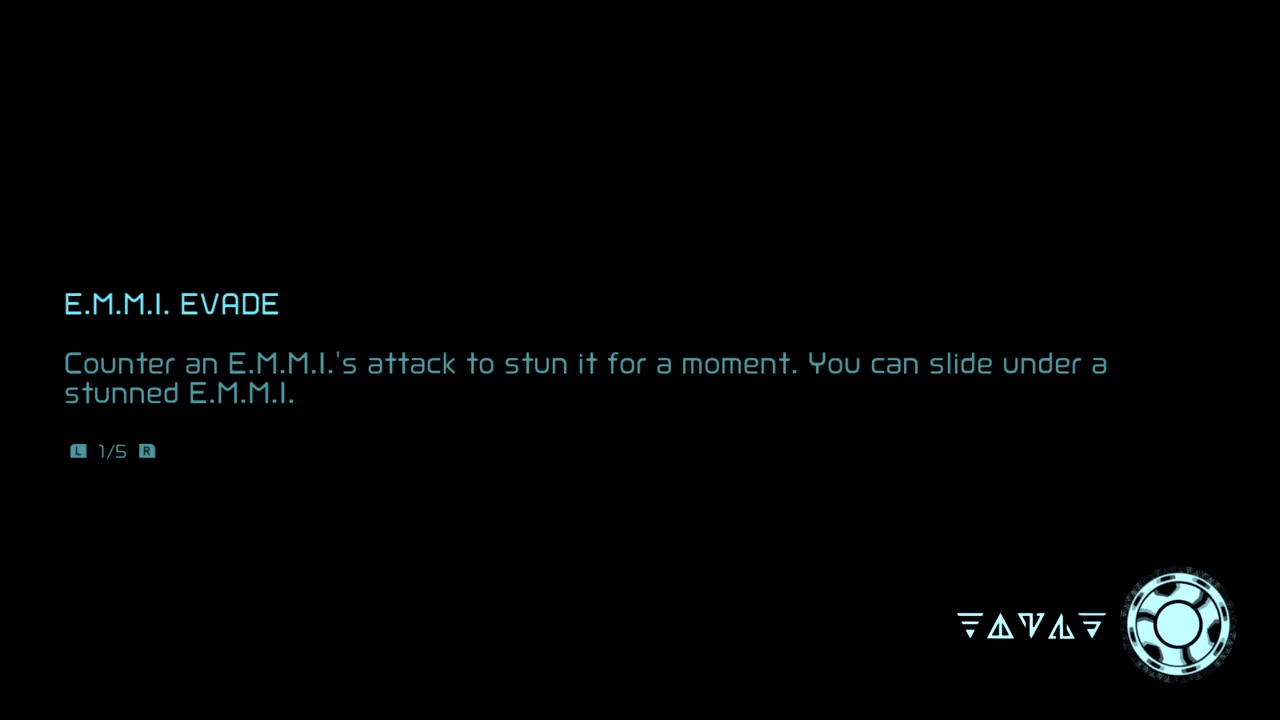 E.M.M.I. EVADE
Counter an E.M.M.I.'s attack to stun it for a moment. You can slide under a
stunned E.M.M.I.
L 1/5 R